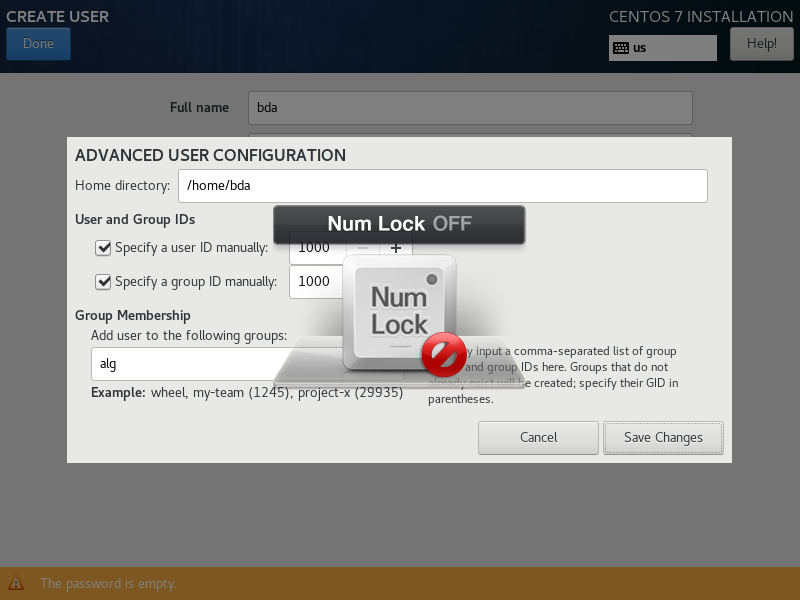 CREATE USER
CENTOS 7 INSTALLATION
Done
us
Help!
Full name
bda
ADVANCED USER CONFIGURATION
Home directory:
/home/bda
User and Group IDs
Num Lock OFF
Specify a user ID manually:
1000
Specify a group ID manually:
1000
Num
Lock
Group Membership
Add user to the following groups:
alg
input a comma-separated list of group
and group IDs here. Groups that do not
already exist will be created; specify their GID in
parentheses.
Example: wheel, my-team (1245), project-x (29935)
Cancel
Save Changes
The password is empty.